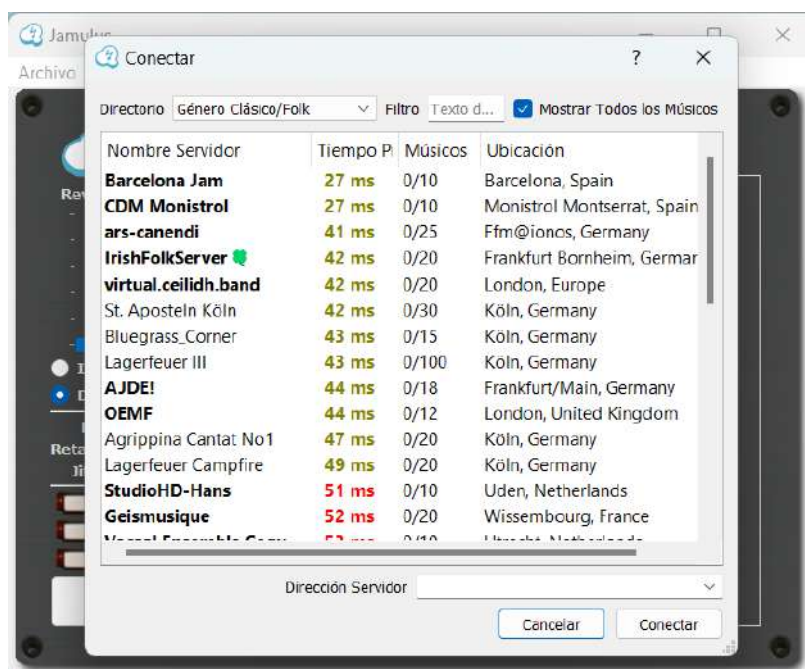 Jamulus
Archivo
Conectar ?
Directorio Género Clásico/Folk Filtro Texto d... Mostrar Todos los Músicos
Nombre Servidor Tiempo Pi Músicos Ubicación
Barcelona Jam 27 ms 0/10 Barcelona, Spain
CDM Monistrol 27 ms 0/10 Monistrol Montserrat, Spain
ars-canendi 41 ms 0/25 Ffm@ionos, Germany
IrishFolkServer 42 ms 0/20 Frankfurt Bornheim, Germar
virtual.ceilidh.band 42 ms 0/20 London, Europe
St. Aposteln Köln 42 ms 0/30 Köln, Germany
Bluegrass_Corner 43 ms 0/15 Köln, Germany
Lagerfeuer III 43 ms 0/100 Köln, Germany
AJDE! 44 ms 0/18 Frankfurt/Main, Germany
OEMF 44 ms 0/12 London, United Kingdom
Agrippina Cantat No1 47 ms 0/20 Köln, Germany
Lagerfeuer Campfire 49 ms 0/20 Köln, Germany
StudioHD-Hans 51 ms 0/10 Uden, Netherlands
Geismusique 52 ms 0/20 Wissembourg, France
Rev
Reta
Ji
Dirección Servidor
Cancelar Conectar